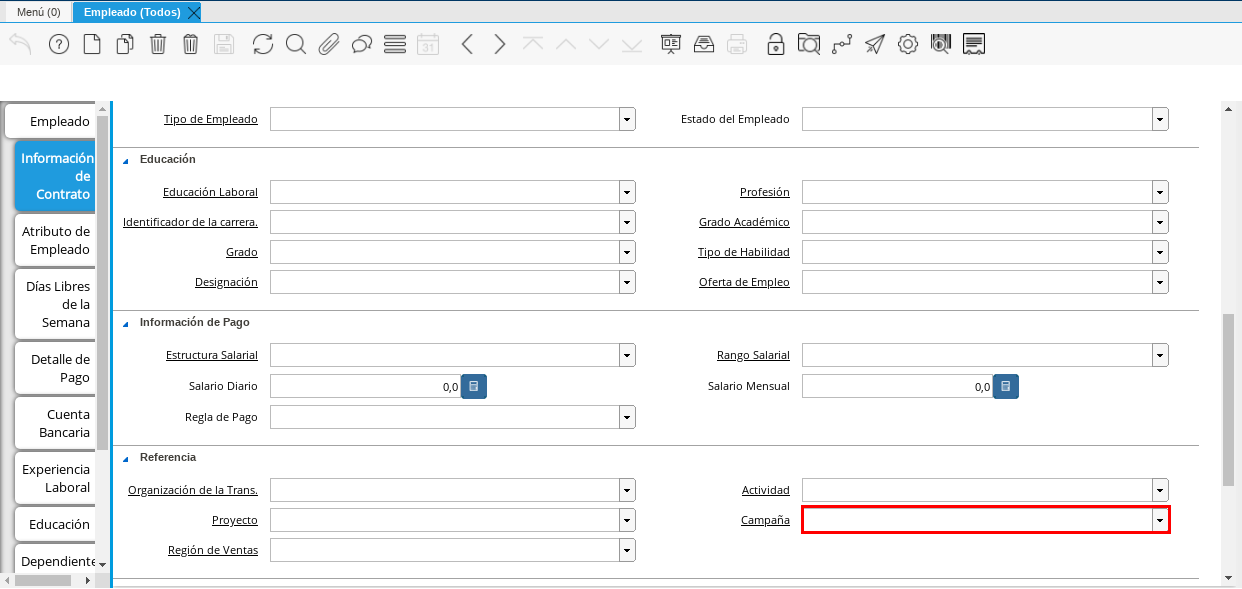 Menú (0)
Empleado (Todos)
31
Empleado
Información de Contrato
Atributo de Empleado
Días Libres de la Semana
Detalle de Pago
Cuenta Bancaria
Experiencia Laboral
Educación
Dependiente
Tipo de Empleado
Estado del Empleado
Educación
Educación Laboral
Profesión
Identificador de la carrera.
Grado Académico
Grado
Tipo de Habilidad
Designación
Oferta de Empleo
Información de Pago
Estructura Salarial
Rango Salarial
Salario Diario 0,0
Salario Mensual 0,0
Regla de Pago
Referencia
Organización de la Trans.
Actividad
Proyecto
Campaña
Región de Ventas